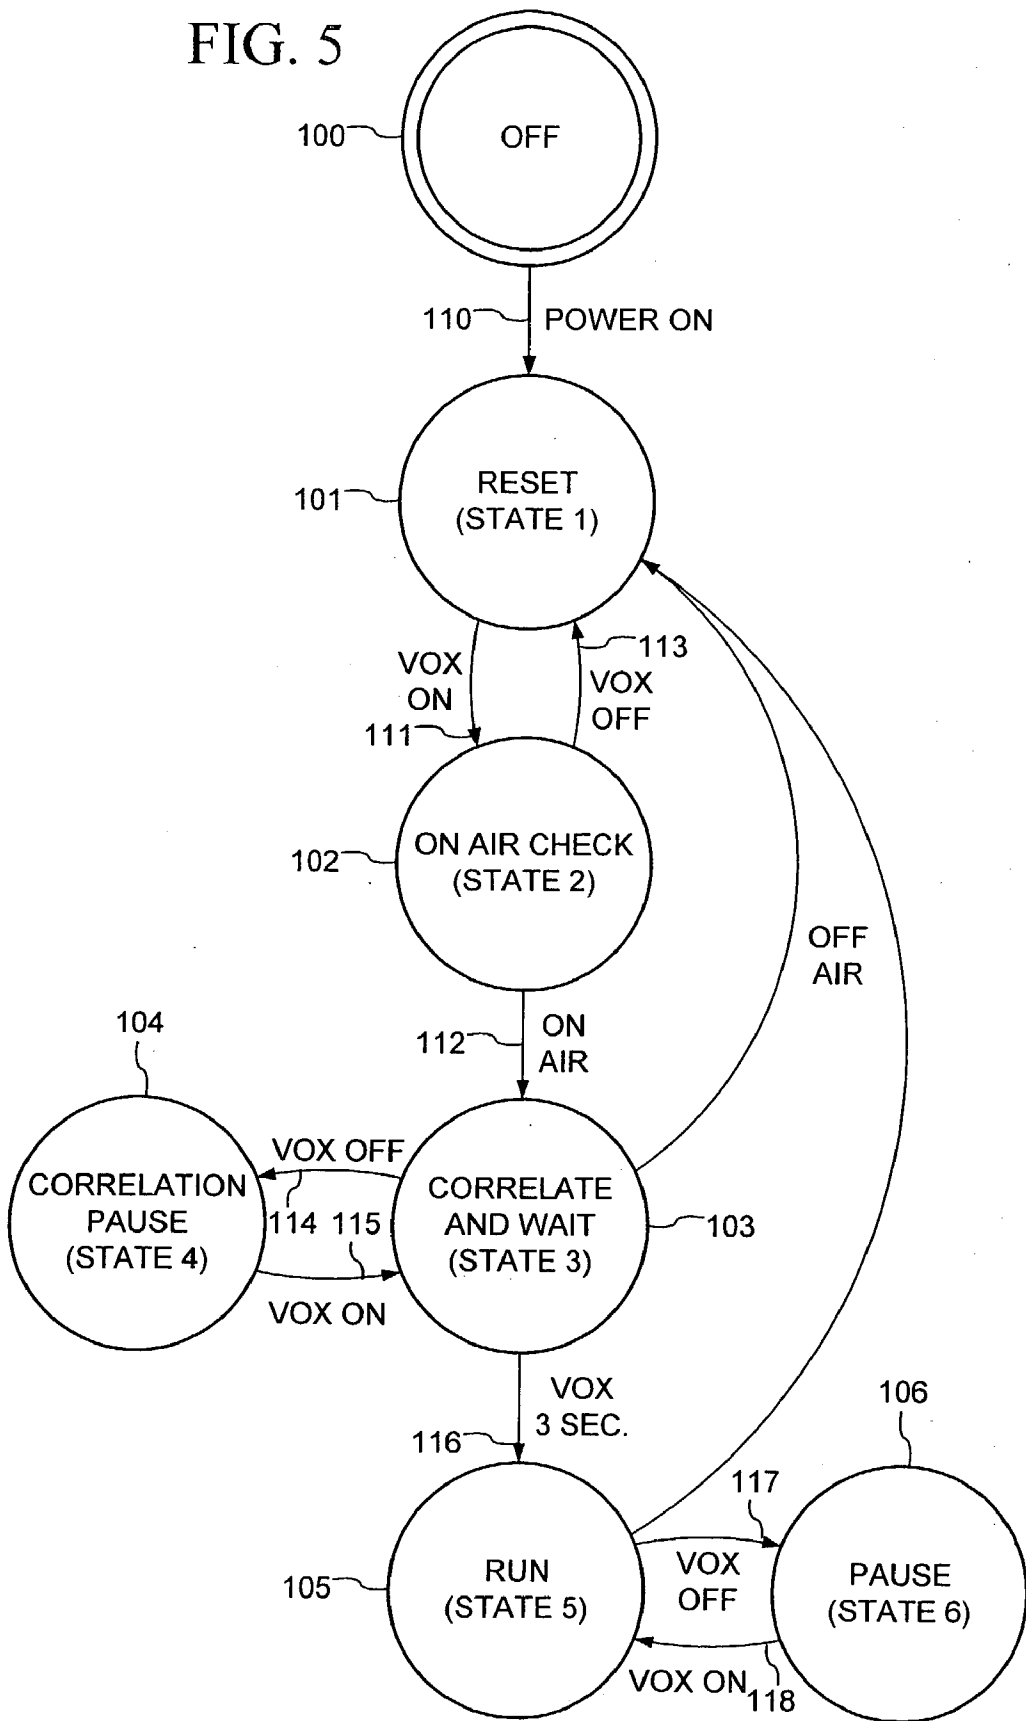 FIG. 5
100
OFF
110
POWER ON
101
RESET
(STATE 1)
VOX
ON
111
113
VOX
OFF
102
ON AIR CHECK
(STATE 2)
OFF
AIR
112
ON
AIR
104
CORRELATION
PAUSE
(STATE 4)
VOX OFF
114
115
VOX ON
CORRELATE
AND WAIT
(STATE 3)
103
VOX
3 SEC.
116
106
117
105
RUN
(STATE 5)
VOX
OFF
PAUSE
(STATE 6)
VOX ON
118